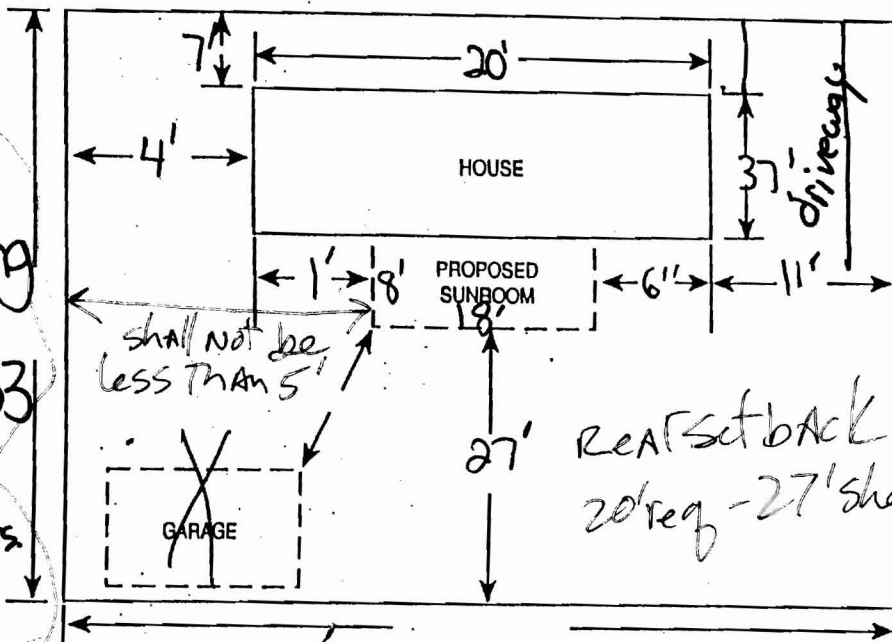 7'
20'
4'
HOUSE
37'
driveway
1'
8'
PROPOSED
SUNROOM
18'
6"
11'
shall Not be
Less Than 5'
27'
Rear Setback
20' req - 27' sho
GARAGE